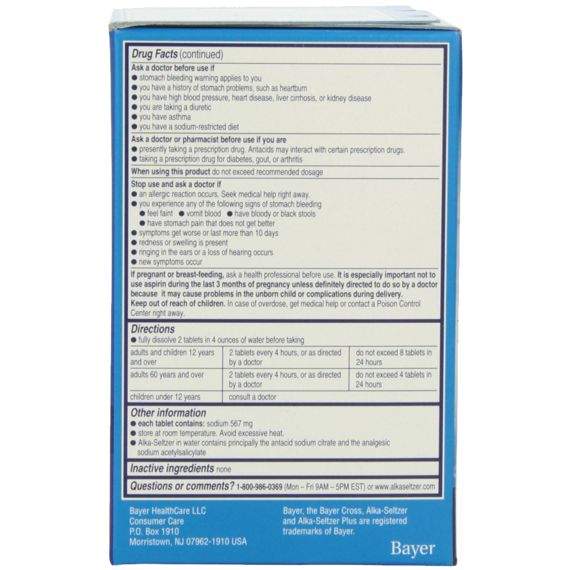 Drug Facts (continued)
Ask a doctor before use if
● stomach bleeding warning applies to you
● you have a history of stomach problems, such as heartburn
● you have high blood pressure, heart disease, liver cirrhosis, or kidney disease
● you are taking a diuretic
● you have asthma
● you have a sodium-restricted diet
Ask a doctor or pharmacist before use if you are
● presently taking a prescription drug. Antacids may interact with certain prescription drugs.
● taking a prescription drug for diabetes, gout, or arthritis
When using this product do not exceed recommended dosage
Stop use and ask a doctor if
● an allergic reaction occurs. Seek medical help right away.
● you experience any of the following signs of stomach bleeding
● feel faint ● vomit blood ● have bloody or black stools
● have stomach pain that does not get better
● symptoms get worse or last more than 10 days
● redness or swelling is present
● ringing in the ears or a loss of hearing occurs
● new symptoms occur
If pregnant or breast-feeding, ask a health professional before use. It is especially important not to
use aspirin during the last 3 months of pregnancy unless definitely directed to do so by a doctor
because it may cause problems in the unborn child or complications during delivery.
Keep out of reach of children. In case of overdose, get medical help or contact a Poison Control
Center right away.
Directions
● fully dissolve 2 tablets in 4 ounces of water before taking
adults and children 12 years and over | 2 tablets every 4 hours, or as directed by a doctor | do not exceed 8 tablets in 24 hours
adults 60 years and over | 2 tablets every 4 hours, or as directed by a doctor | do not exceed 4 tablets in 24 hours
children under 12 years | consult a doctor
Other information
● each tablet contains: sodium 567 mg
● store at room temperature. Avoid excessive heat.
● Alka-Seltzer in water contains principally the antacid sodium citrate and the analgesic
sodium acetylsalicylate
Inactive ingredients none
Questions or comments? 1-800-986-0369 (Mon – Fri 9AM – 5PM EST) or www.alkaseltzer.com
Bayer HealthCare LLC
Consumer Care
P.O. Box 1910
Morristown, NJ 07962-1910 USA
Bayer, the Bayer Cross, Alka-Seltzer
and Alka-Seltzer Plus are registered
trademarks of Bayer.
Bayer